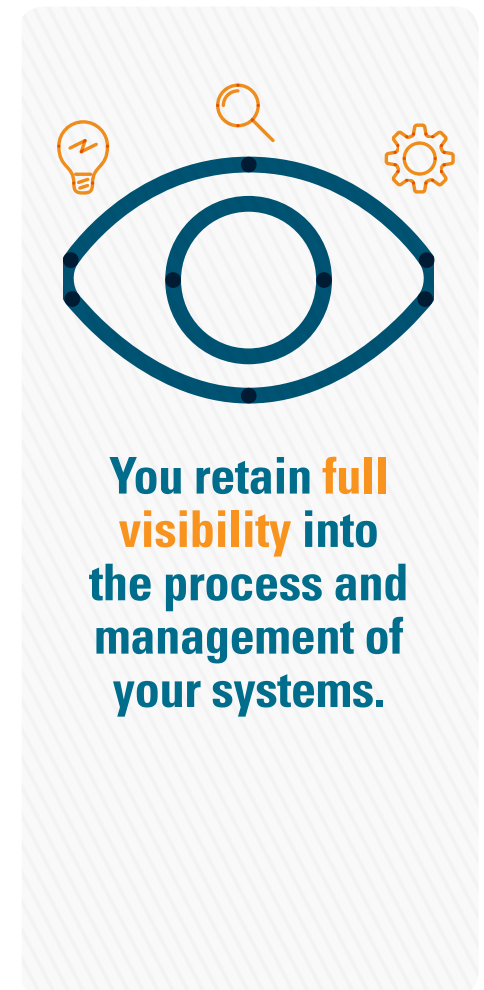 You retain full
visibility into
the process and
management of
your systems.